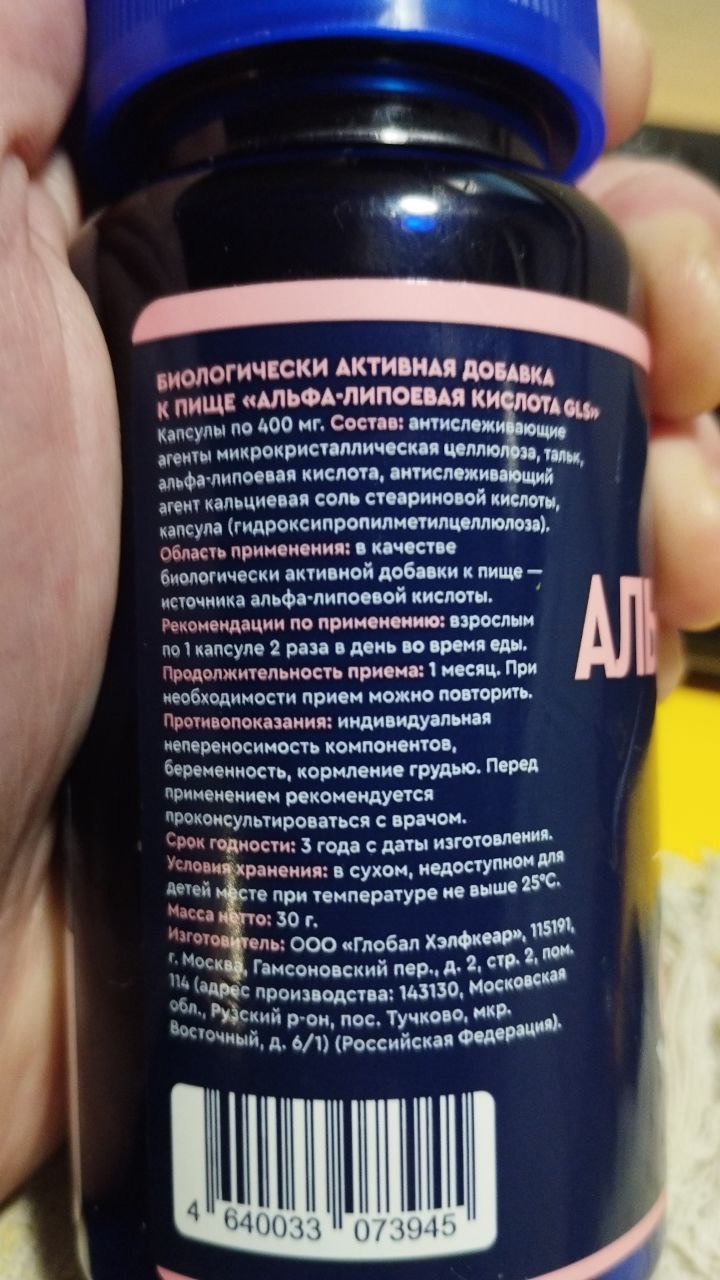 БИОЛОГИЧЕСКИ АКТИВНАЯ ДОБАВКА
К ПИЩЕ «АЛЬФА-ЛИПОЕВАЯ КИСЛОТА GLS»
Капсулы по 400 мг. Состав: антислеживающие
агенты микрокристаллическая целлюлоза, тальк,
альфа-липоевая кислота, антислеживающий
агент кальциевая соль стеариновой кислоты,
капсула (гидроксипропилметилцеллюлоза).
Область применения: в качестве
биологически активной добавки к пище —
источника альфа-липоевой кислоты.
Рекомендации по применению: взрослым
по 1 капсуле 2 раза в день во время еды.
Продолжительность приема: 1 месяц. При
необходимости прием можно повторить.
Противопоказания: индивидуальная
непереносимость компонентов,
беременность, кормление грудью. Перед
применением рекомендуется
проконсультироваться с врачом.
Срок годности: 3 года с даты изготовления.
Условия хранения: в сухом, недоступном для
детей месте при температуре не выше 25°С.
Масса нетто: 30 г.
Изготовитель: ООО «Глобал Хэлфкеар», 115191,
г. Москва, Гамсоновский пер., д. 2, стр. 2, пом.
114 (адрес производства: 143130, Московская
обл., Рузский р-он, пос. Тучково, мкр.
Восточный, д. 6/1) (Российская Федерация).
4 640033 073945
АЛЬ